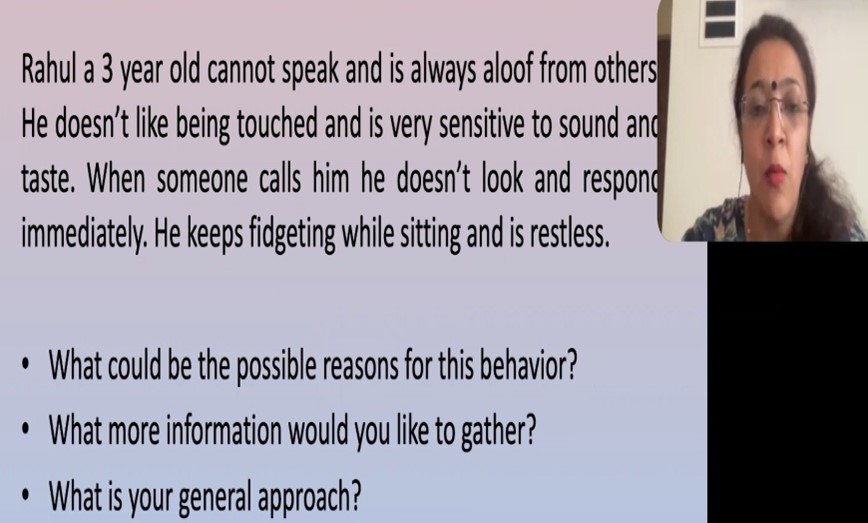 Rahul a 3 year old cannot speak and is always aloof from others
He doesn't like being touched and is very sensitive to sound and
taste. When someone calls him he doesn't look and respond
immediately. He keeps fidgeting while sitting and is restless.
• What could be the possible reasons for this behavior?
• What more information would you like to gather?
• What is your general approach?